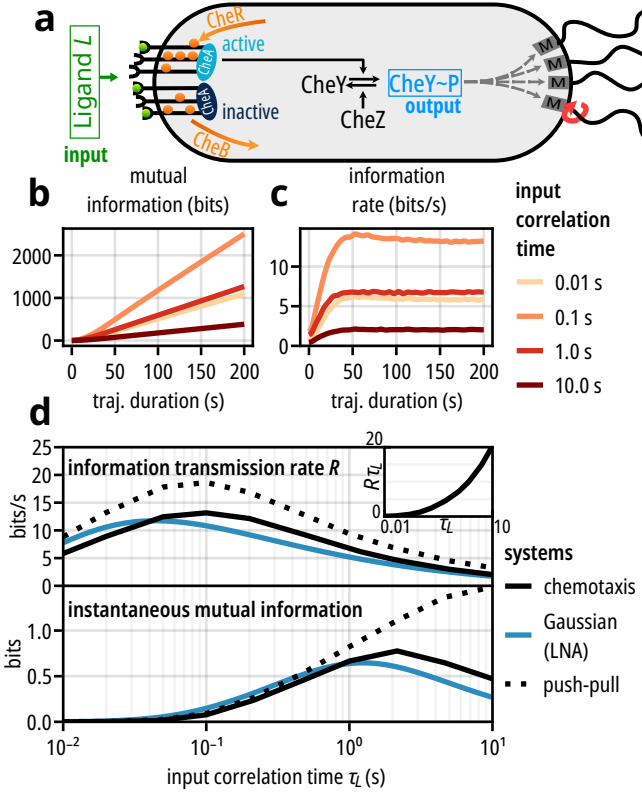 a
Ligand L
input
CheR
active
CheA
CheA
inactive
CheB
CheY
CheZ
CheY~P
output
M
M
M
M
b
mutual
information (bits)
2000
1000
0
0 50 100 150 200
traj. duration (s)
c
information
rate (bits/s)
10
5
0
0 50 100 150 200
traj. duration (s)
input
correlation
time
0.01 s
0.1 s
1.0 s
10.0 s
d
information transmission rate R
bits/s
25
20
15
10
5
0
20
0
Rτ_L
0.01 τ_L 10
instantaneous mutual information
bits
1.0
0.5
0.0
10⁻² 10⁻¹ 10⁰ 10¹
input correlation time τ_L (s)
systems
chemotaxis
Gaussian
(LNA)
push-pull